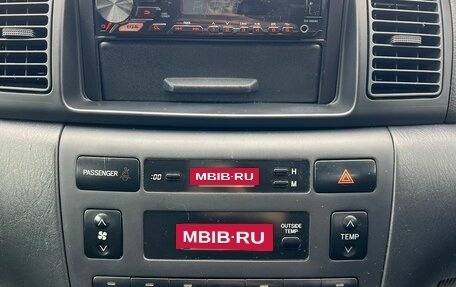 PASSENGER
:00
MBIB·RU
H
M
MBIB·RU
OUTSIDE
TEMP
TEMP